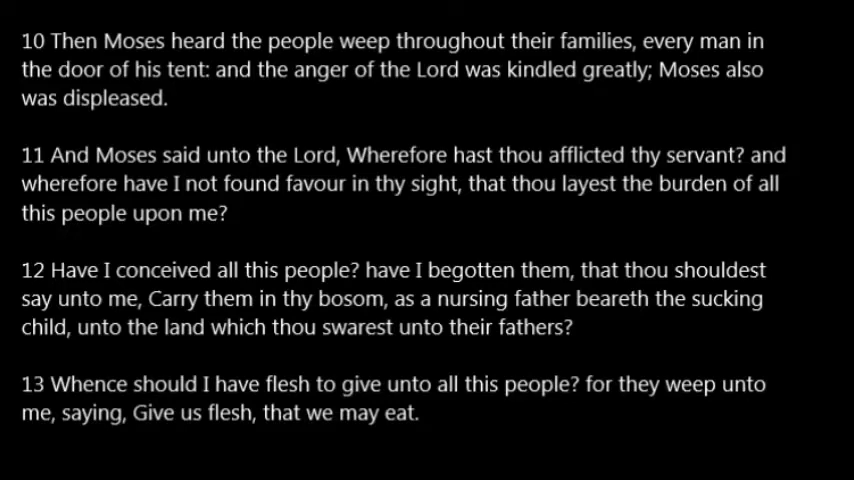 10 Then Moses heard the people weep throughout their families, every man in
the door of his tent: and the anger of the Lord was kindled greatly; Moses also
was displeased.
11 And Moses said unto the Lord, Wherefore hast thou afflicted thy servant? and
wherefore have I not found favour in thy sight, that thou layest the burden of all
this people upon me?
12 Have I conceived all this people? have I begotten them, that thou shouldest
say unto me, Carry them in thy bosom, as a nursing father beareth the sucking
child, unto the land which thou swarest unto their fathers?
13 Whence should I have flesh to give unto all this people? for they weep unto
me, saying, Give us flesh, that we may eat.